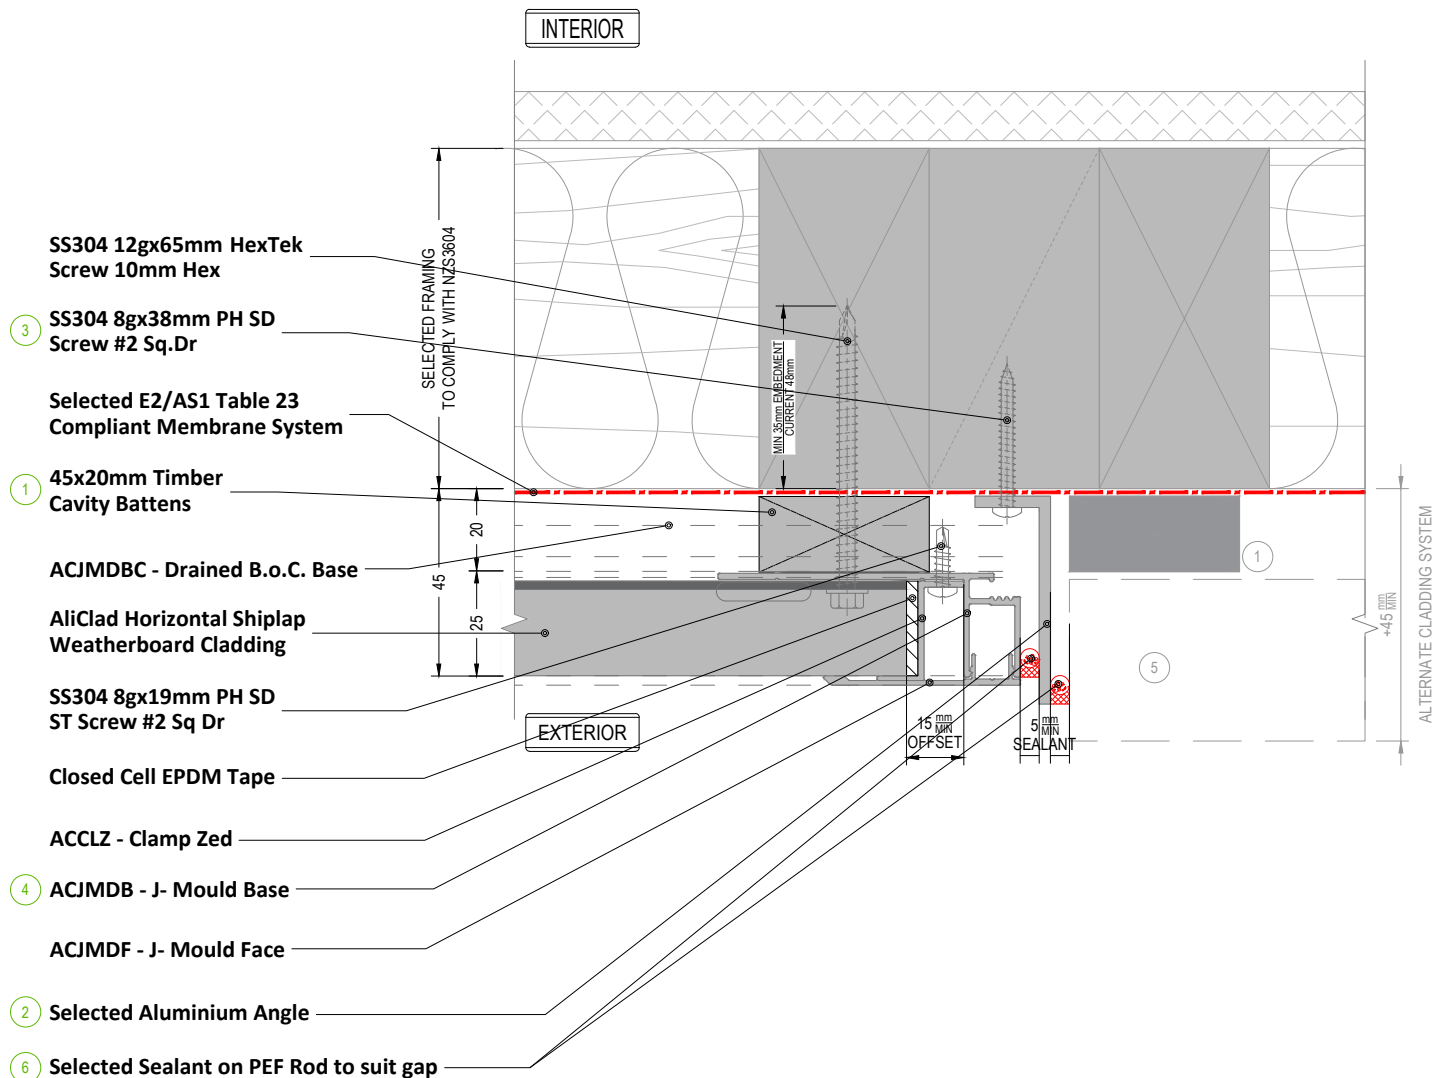 INTERIOR
SS304 12gx65mm HexTek
Screw 10mm Hex
3
SS304 8gx38mm PH SD
Screw #2 Sq.Dr
Selected E2/AS1 Table 23
Compliant Membrane System
1
45x20mm Timber
Cavity Battens
ACJMDBC - Drained B.o.C. Base
AliClad Horizontal Shiplap
Weatherboard Cladding
SS304 8gx19mm PH SD
ST Screw #2 Sq Dr
Closed Cell EPDM Tape
ACCLZ - Clamp Zed
4
ACJMDB - J- Mould Base
ACJMDF - J- Mould Face
2
Selected Aluminium Angle
6
Selected Sealant on PEF Rod to suit gap
SELECTED FRAMING
TO COMPLY WITH NZS3604
MIN 35mm EMBEDMENT
CURRENT 48mm
20
45
25
EXTERIOR
15 mm MIN
OFFSET
5 mm MIN
SEALANT
1
5
+45 mm MIN
ALTERNATE CLADDING SYSTEM